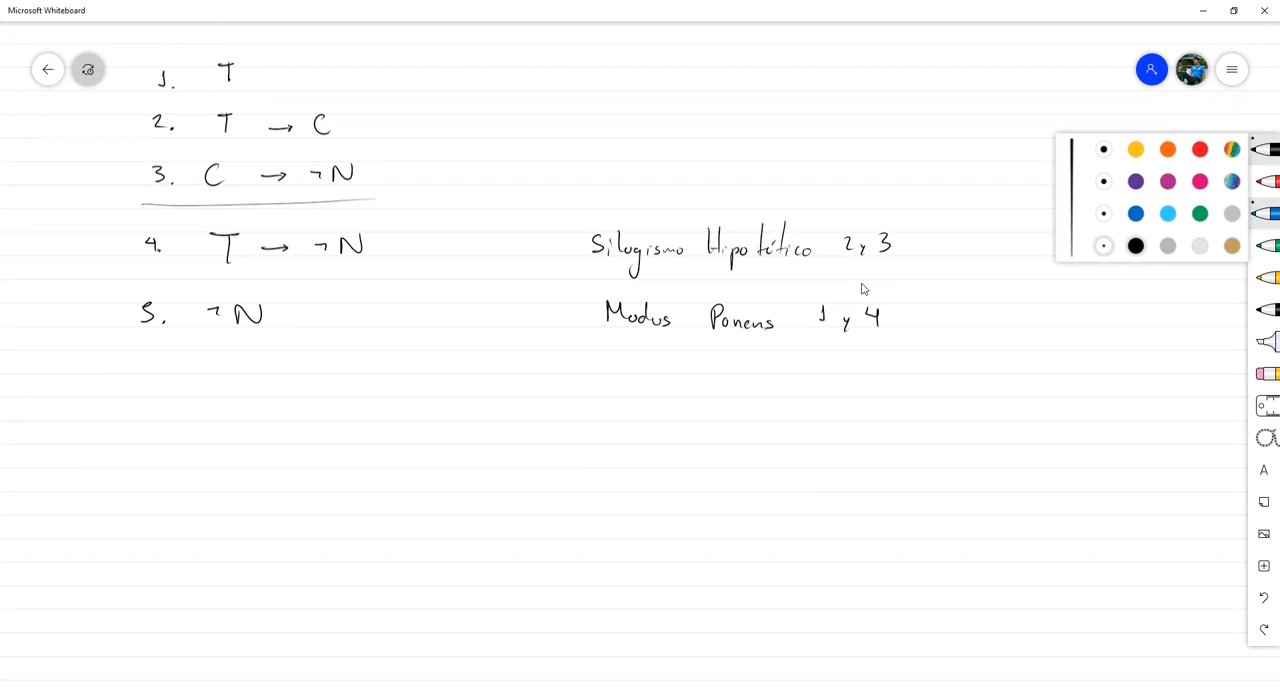 Microsoft Whiteboard
1. T
2. T → C
3. C → ¬N
4. T → ¬N Silogismo Hipotético 2 y 3
5. ¬N Modus Ponens 1 y 4
A